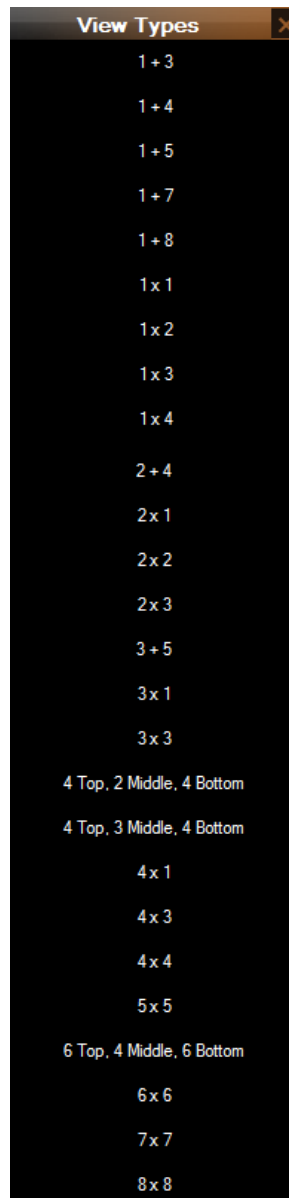 View Types
1 + 3
1 + 4
1 + 5
1 + 7
1 + 8
1 x 1
1 x 2
1 x 3
1 x 4
2 + 4
2 x 1
2 x 2
2 x 3
3 + 5
3 x 1
3 x 3
4 Top, 2 Middle, 4 Bottom
4 Top, 3 Middle, 4 Bottom
4 x 1
4 x 3
4 x 4
5 x 5
6 Top, 4 Middle, 6 Bottom
6 x 6
7 x 7
8 x 8